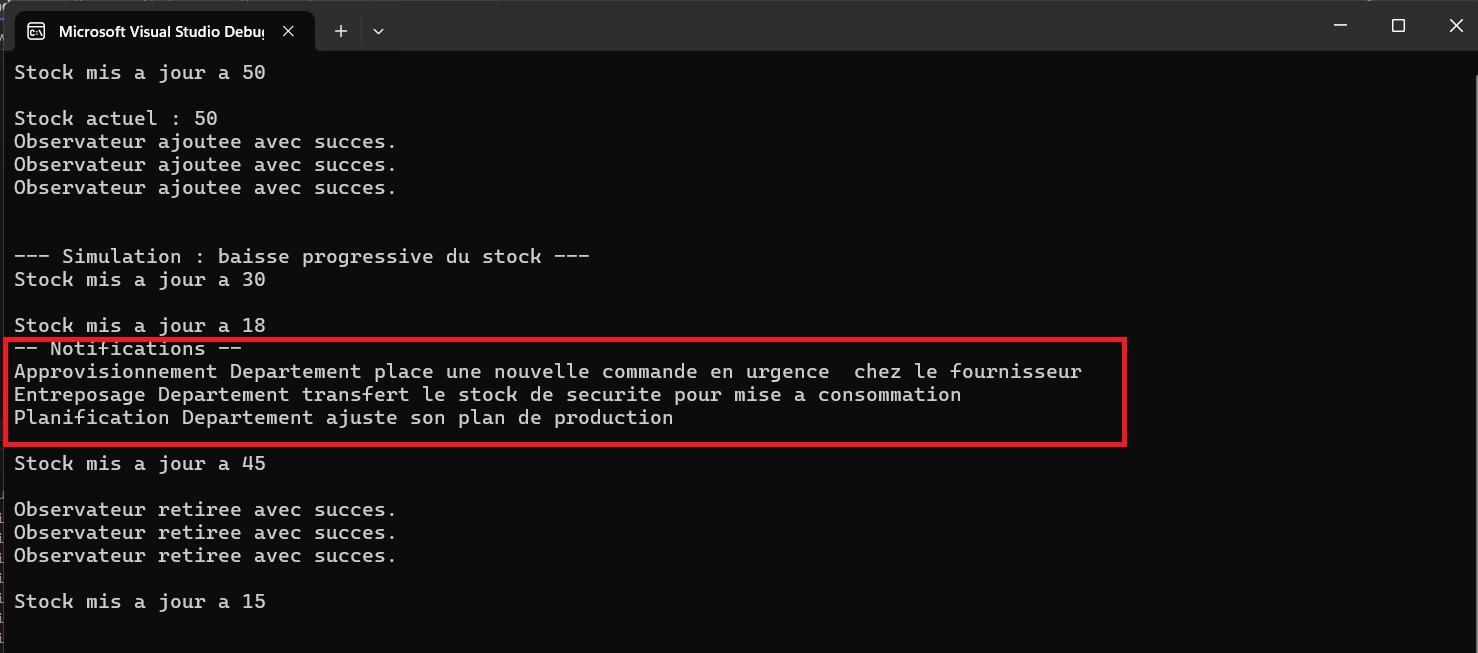 Microsoft Visual Studio Debug
Stock mis a jour a 50
Stock actuel : 50
Observateur ajoutee avec succes.
Observateur ajoutee avec succes.
Observateur ajoutee avec succes.
--- Simulation : baisse progressive du stock ---
Stock mis a jour a 30
Stock mis a jour a 18
-- Notifications --
Approvisionnement Departement place une nouvelle commande en urgence  chez le fournisseur
Entreposage Departement transfert le stock de securite pour mise a consommation
Planification Departement ajuste son plan de production
Stock mis a jour a 45
Observateur retiree avec succes.
Observateur retiree avec succes.
Observateur retiree avec succes.
Stock mis a jour a 15